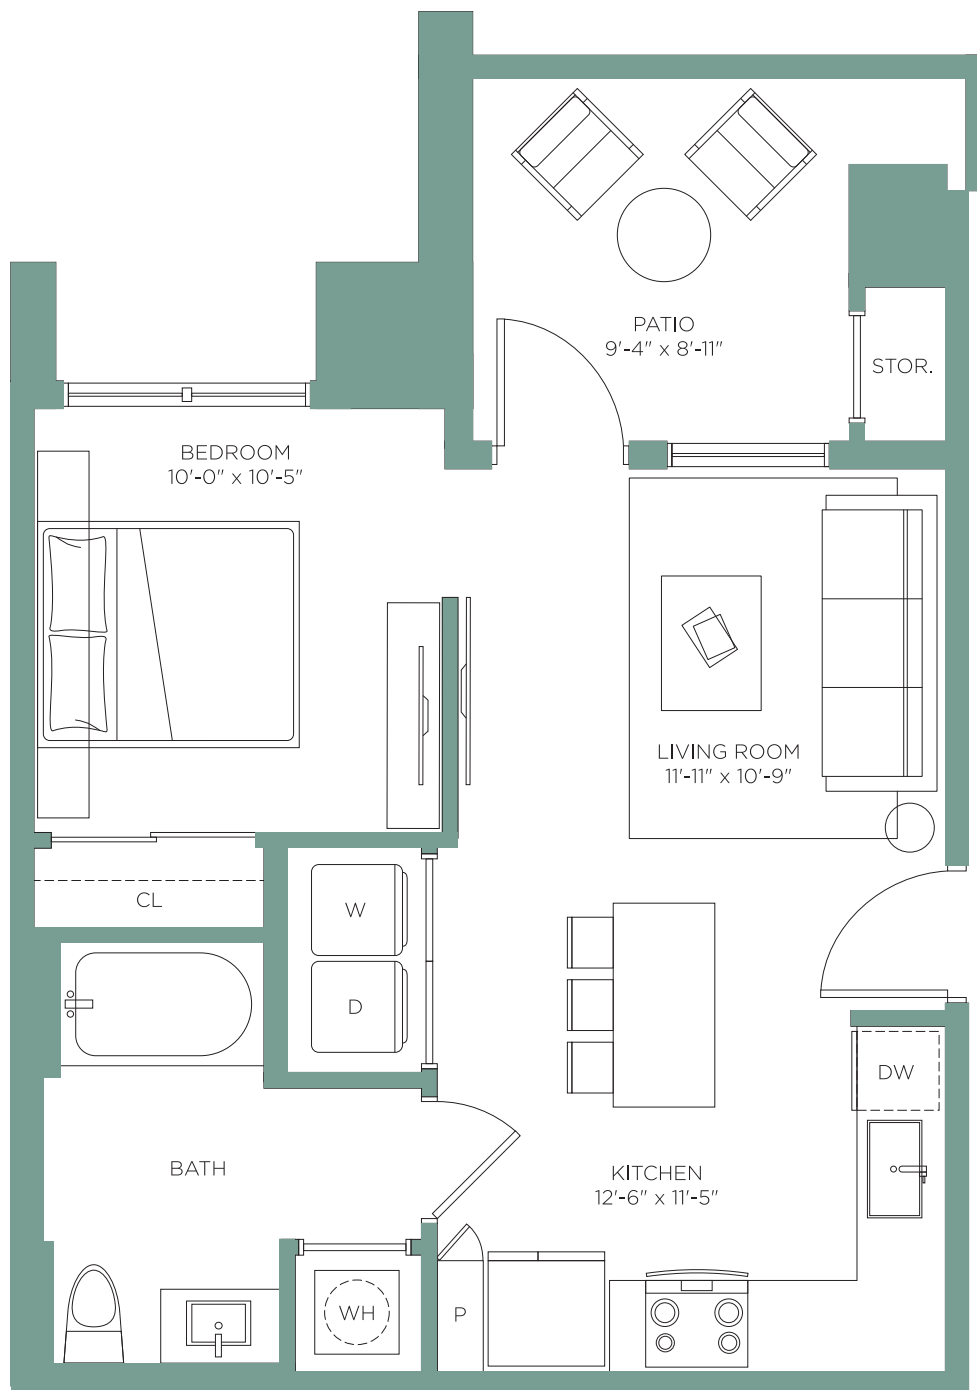 PATIO
9'-4" x 8'-11"
STOR.
BEDROOM
10'-0" x 10'-5"
LIVING ROOM
11'-11" x 10'-9"
CL
W
D
DW
BATH
KITCHEN
12'-6" x 11'-5"
WH
P